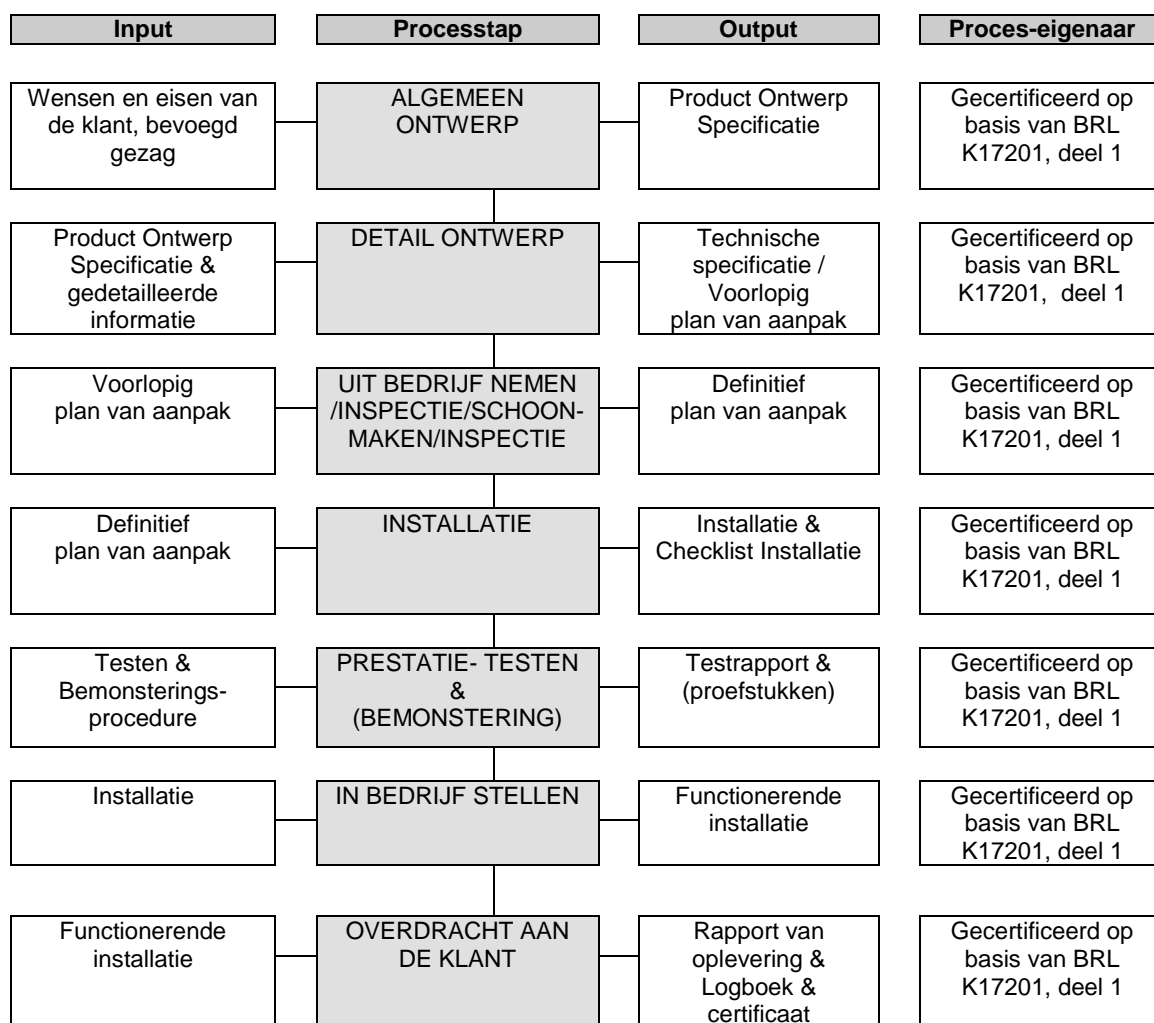 Input
Processtap
Output
Proces-eigenaar
Wensen en eisen van
de klant, bevoegd
gezag
ALGEMEEN
ONTWERP
Product Ontwerp
Specificatie
Gecertificeerd op
basis van BRL
K17201, deel 1
Product Ontwerp
Specificatie &
gedetailleerde
informatie
DETAIL ONTWERP
Technische
specificatie /
Voorlopig
plan van aanpak
Gecertificeerd op
basis van BRL
K17201, deel 1
Voorlopig
plan van aanpak
UIT BEDRIJF NEMEN
/INSPECTIE/SCHOON-
MAKEN/INSPECTIE
Definitief
plan van aanpak
Gecertificeerd op
basis van BRL
K17201, deel 1
Definitief
plan van aanpak
INSTALLATIE
Installatie &
Checklist Installatie
Gecertificeerd op
basis van BRL
K17201, deel 1
Testen &
Bemonsterings-
procedure
PRESTATIE- TESTEN
&
(BEMONSTERING)
Testrapport &
(proefstukken)
Gecertificeerd op
basis van BRL
K17201, deel 1
Installatie
IN BEDRIJF STELLEN
Functionerende
installatie
Gecertificeerd op
basis van BRL
K17201, deel 1
Functionerende
installatie
OVERDRACHT AAN
DE KLANT
Rapport van
oplevering &
Logboek &
certificaat
Gecertificeerd op
basis van BRL
K17201, deel 1